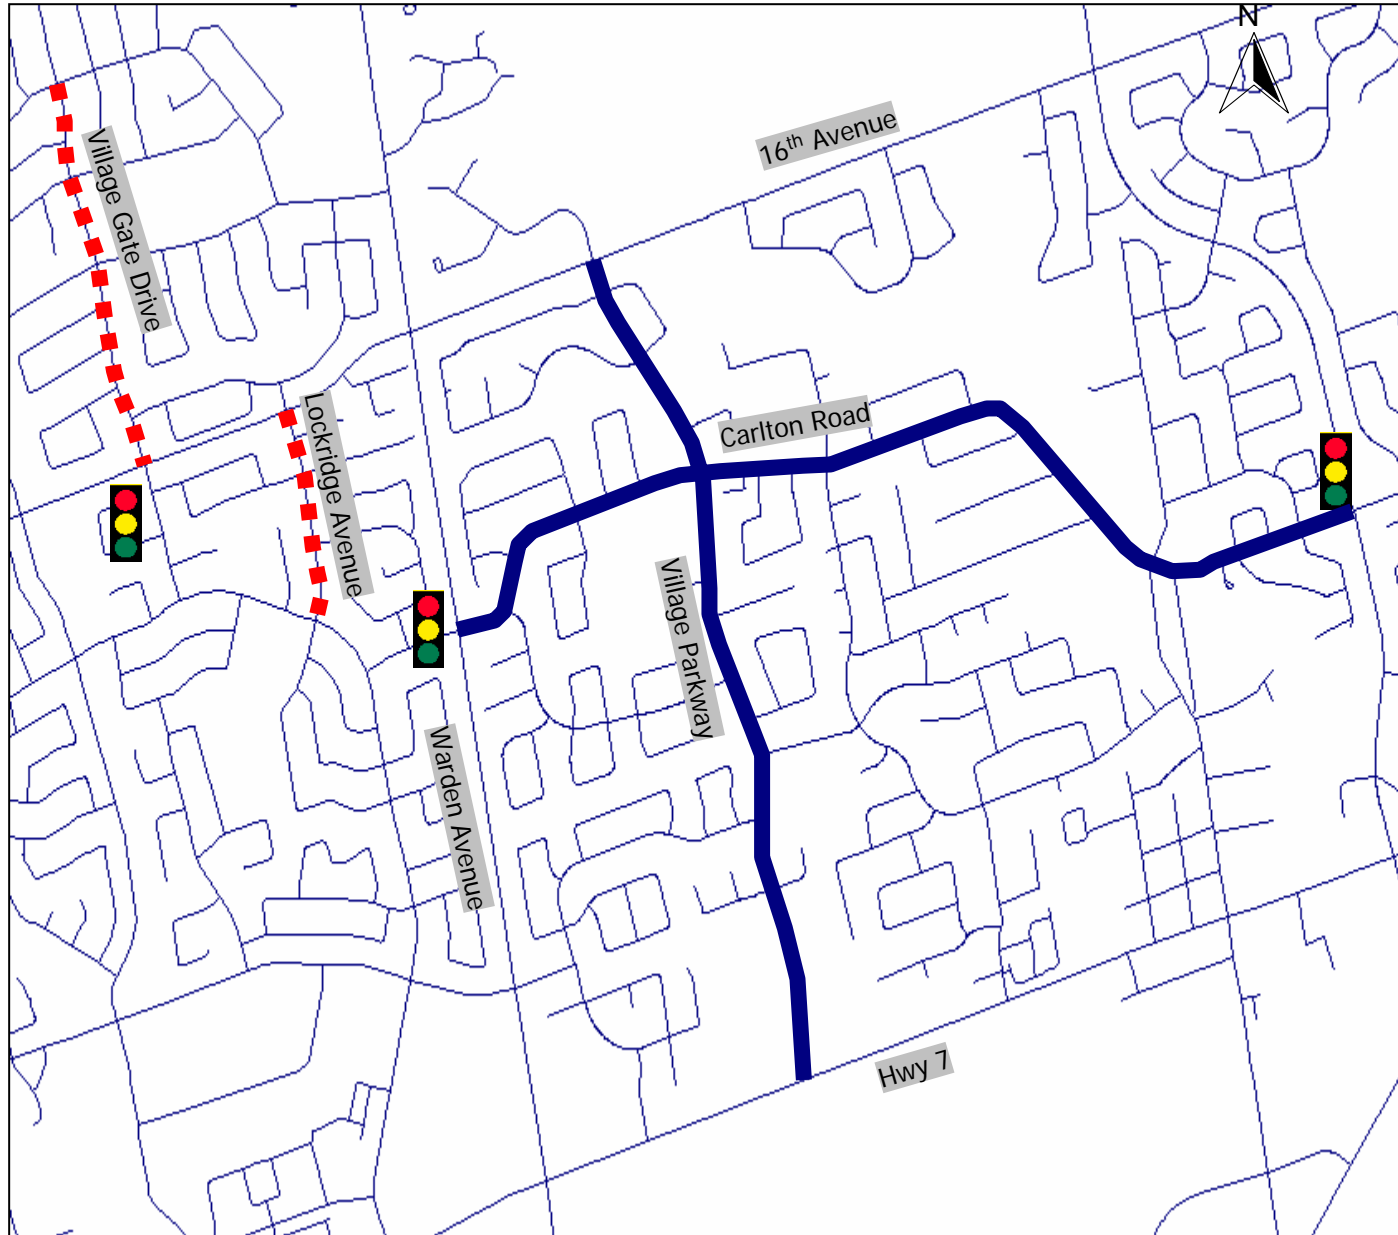 N
16th Avenue
Village Gate Drive
Carlton Road
Lockridge Avenue
Village Parkway
Warden Avenue
Hwy 7